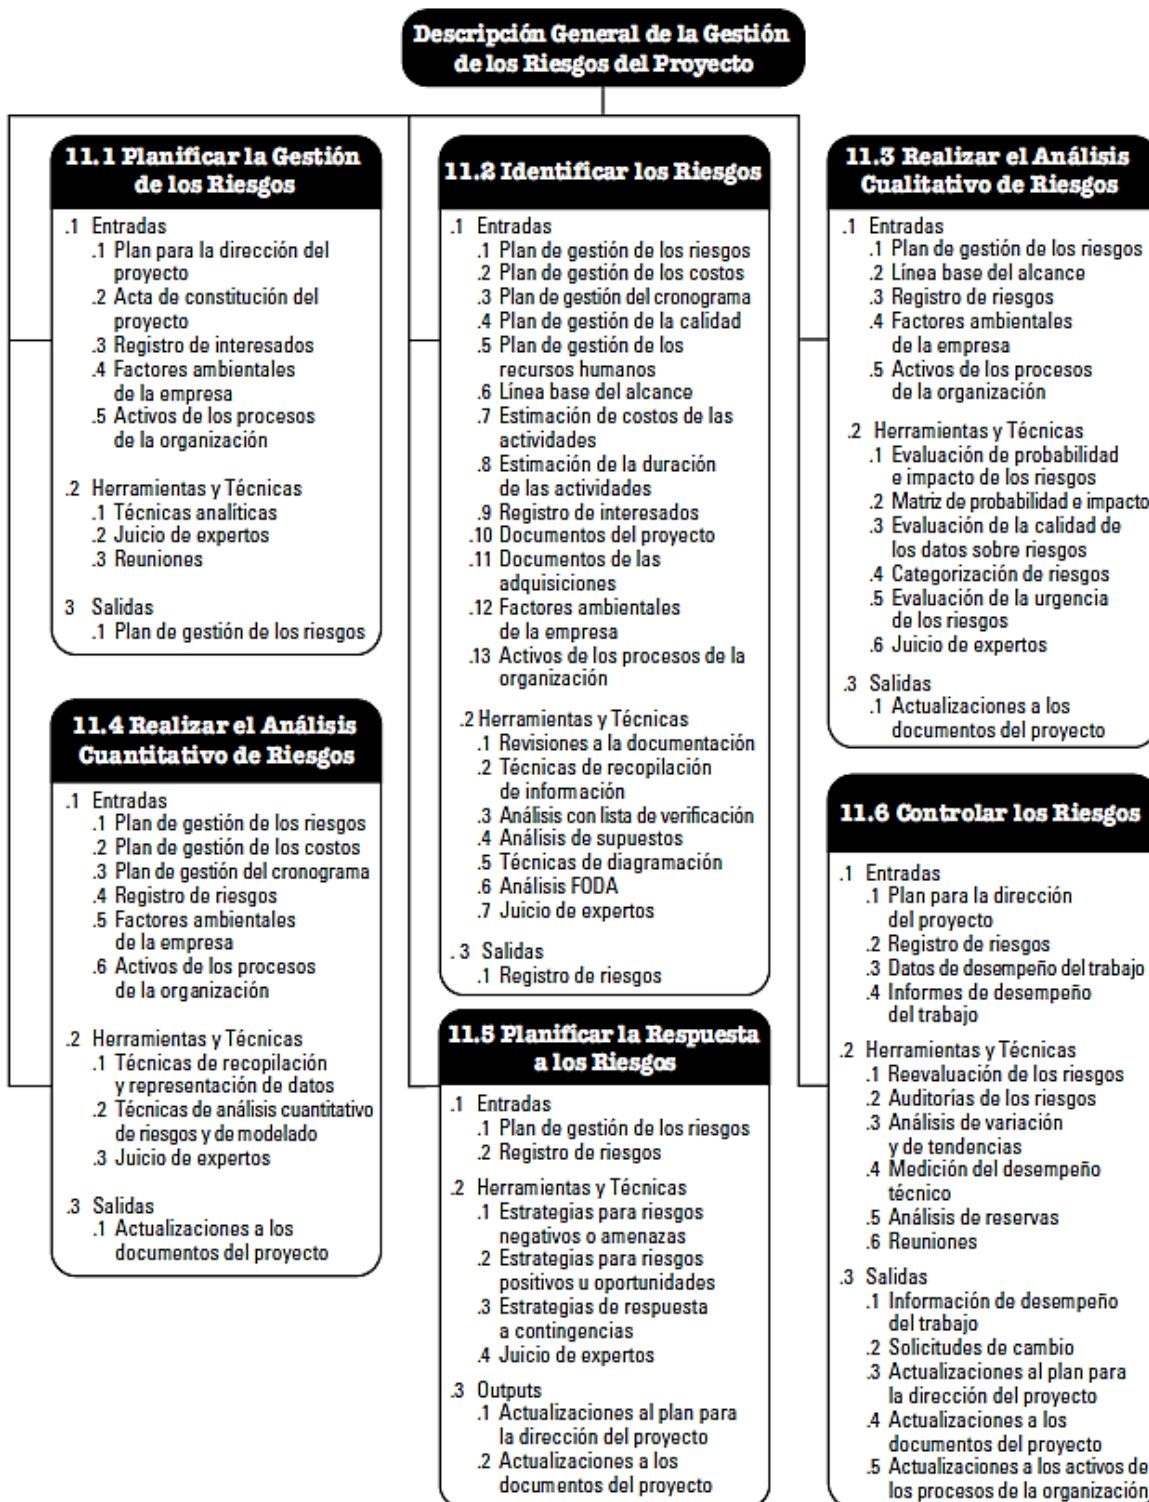 Descripción General de la Gestión
de los Riesgos del Proyecto
11.1 Planificar la Gestión
de los Riesgos
.1 Entradas
.1 Plan para la dirección del
proyecto
.2 Acta de constitución del
proyecto
.3 Registro de interesados
.4 Factores ambientales
de la empresa
.5 Activos de los procesos
de la organización
.2 Herramientas y Técnicas
.1 Técnicas analíticas
.2 Juicio de expertos
.3 Reuniones
3 Salidas
.1 Plan de gestión de los riesgos
11.2 Identificar los Riesgos
.1 Entradas
.1 Plan de gestión de los riesgos
.2 Plan de gestión de los costos
.3 Plan de gestión del cronograma
.4 Plan de gestión de la calidad
.5 Plan de gestión de los
recursos humanos
.6 Línea base del alcance
.7 Estimación de costos de las
actividades
.8 Estimación de la duración
de las actividades
.9 Registro de interesados
.10 Documentos del proyecto
.11 Documentos de las
adquisiciones
.12 Factores ambientales
de la empresa
.13 Activos de los procesos de la
organización
.2 Herramientas y Técnicas
.1 Revisiones a la documentación
.2 Técnicas de recopilación
de información
.3 Análisis con lista de verificación
.4 Análisis de supuestos
.5 Técnicas de diagramación
.6 Análisis FODA
.7 Juicio de expertos
. 3 Salidas
.1 Registro de riesgos
11.3 Realizar el Análisis
Cualitativo de Riesgos
.1 Entradas
.1 Plan de gestión de los riesgos
.2 Línea base del alcance
.3 Registro de riesgos
.4 Factores ambientales
de la empresa
.5 Activos de los procesos
de la organización
.2 Herramientas y Técnicas
.1 Evaluación de probabilidad
e impacto de los riesgos
.2 Matriz de probabilidad e impacto
.3 Evaluación de la calidad de
los datos sobre riesgos
.4 Categorización de riesgos
.5 Evaluación de la urgencia
de los riesgos
.6 Juicio de expertos
.3 Salidas
.1 Actualizaciones a los
documentos del proyecto
11.4 Realizar el Análisis
Cuantitativo de Riesgos
.1 Entradas
.1 Plan de gestión de los riesgos
.2 Plan de gestión de los costos
.3 Plan de gestión del cronograma
.4 Registro de riesgos
.5 Factores ambientales
de la empresa
.6 Activos de los procesos
de la organización
.2 Herramientas y Técnicas
.1 Técnicas de recopilación
y representación de datos
.2 Técnicas de análisis cuantitativo
de riesgos y de modelado
.3 Juicio de expertos
.3 Salidas
.1 Actualizaciones a los
documentos del proyecto
11.5 Planificar la Respuesta
a los Riesgos
.1 Entradas
.1 Plan de gestión de los riesgos
.2 Registro de riesgos
.2 Herramientas y Técnicas
.1 Estrategias para riesgos
negativos o amenazas
.2 Estrategias para riesgos
positivos u oportunidades
.3 Estrategias de respuesta
a contingencias
.4 Juicio de expertos
.3 Outputs
.1 Actualizaciones al plan para
la dirección del proyecto
.2 Actualizaciones a los
documentos del proyecto
11.6 Controlar los Riesgos
.1 Entradas
.1 Plan para la dirección
del proyecto
.2 Registro de riesgos
.3 Datos de desempeño del trabajo
.4 Informes de desempeño
del trabajo
.2 Herramientas y Técnicas
.1 Reevaluación de los riesgos
.2 Auditorías de los riesgos
.3 Análisis de variación
y de tendencias
.4 Medición del desempeño
técnico
.5 Análisis de reservas
.6 Reuniones
.3 Salidas
.1 Información de desempeño
del trabajo
.2 Solicitudes de cambio
.3 Actualizaciones al plan para
la dirección del proyecto
.4 Actualizaciones a los
documentos del proyecto
.5 Actualizaciones a los activos de
los procesos de la organización